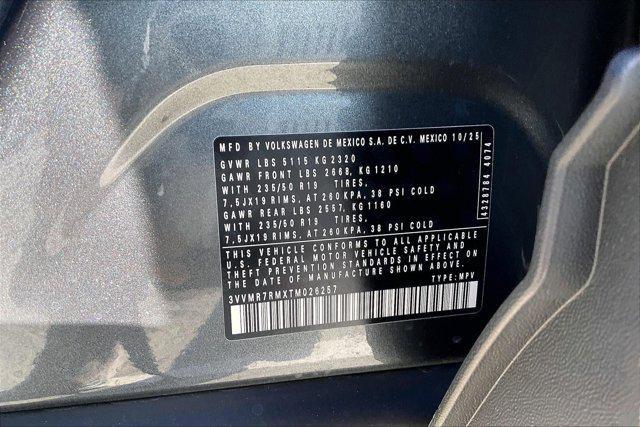 MFD BY VOLKSWAGEN DE MEXICO S.A. DE C.V. MEXICO 10/25
GVWR LBS 5115 KG 2320
GAWR FRONT LBS 2668, KG 1210
WITH 235/50 R19 TIRES,
7.5JX19 RIMS, AT 260 KPA, 38 PSI COLD
GAWR REAR LBS 2557, KG 1160
WITH 235/50 R19 TIRES,
7.5JX19 RIMS, AT 260 KPA, 38 PSI COLD
THIS VEHICLE CONFORMS TO ALL APPLICABLE
U.S. FEDERAL MOTOR VEHICLE SAFETY AND
THEFT PREVENTION STANDARDS IN EFFECT ON
THE DATE OF MANUFACTURE SHOWN ABOVE.
3VVMR7RMXTM026257 TYPE: MPV
4328784 4074